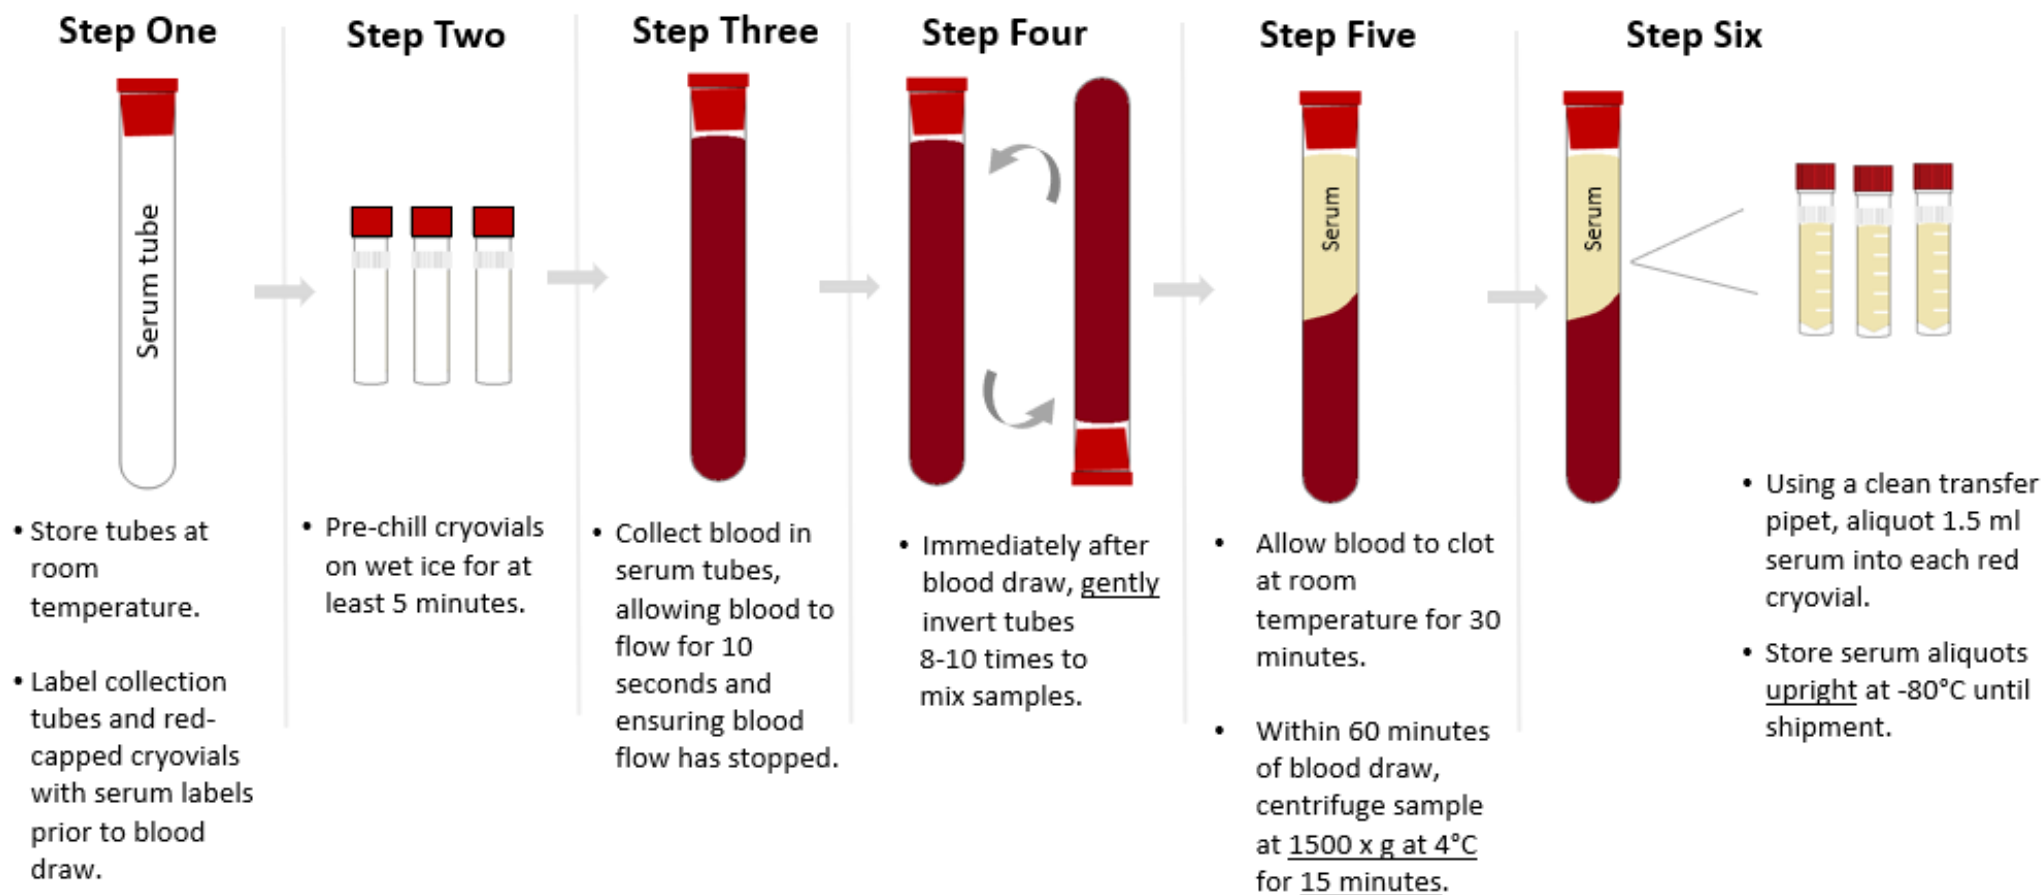 Step One
Serum tube
• Store tubes at
room
temperature.
• Label collection
tubes and red-
capped cryovials
with serum labels
prior to blood
draw.
Step Two
• Pre-chill cryovials
on wet ice for at
least 5 minutes.
Step Three
• Collect blood in
serum tubes,
allowing blood to
flow for 10
seconds and
ensuring blood
flow has stopped.
Step Four
• Immediately after
blood draw, gently
invert tubes
8-10 times to
mix samples.
Step Five
Serum
• Allow blood to clot
at room
temperature for 30
minutes.
• Within 60 minutes
of blood draw,
centrifuge sample
at 1500 x g at 4°C
for 15 minutes.
Step Six
Serum
• Using a clean transfer
pipet, aliquot 1.5 ml
serum into each red
cryovial.
• Store serum aliquots
upright at -80°C until
shipment.